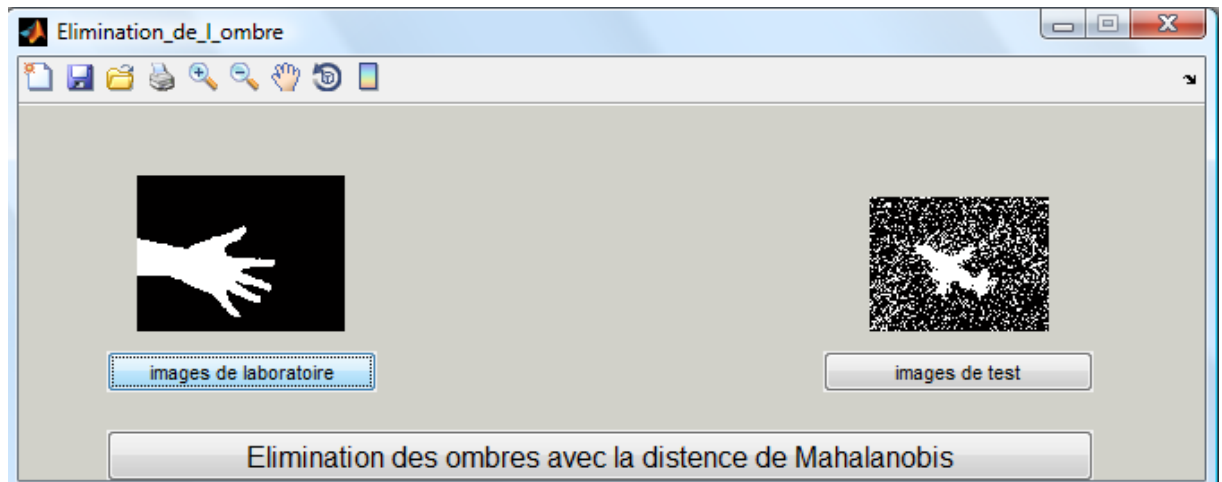 Elimination_de_l_ombre
images de laboratoire
images de test
Elimination des ombres avec la distence de Mahalanobis